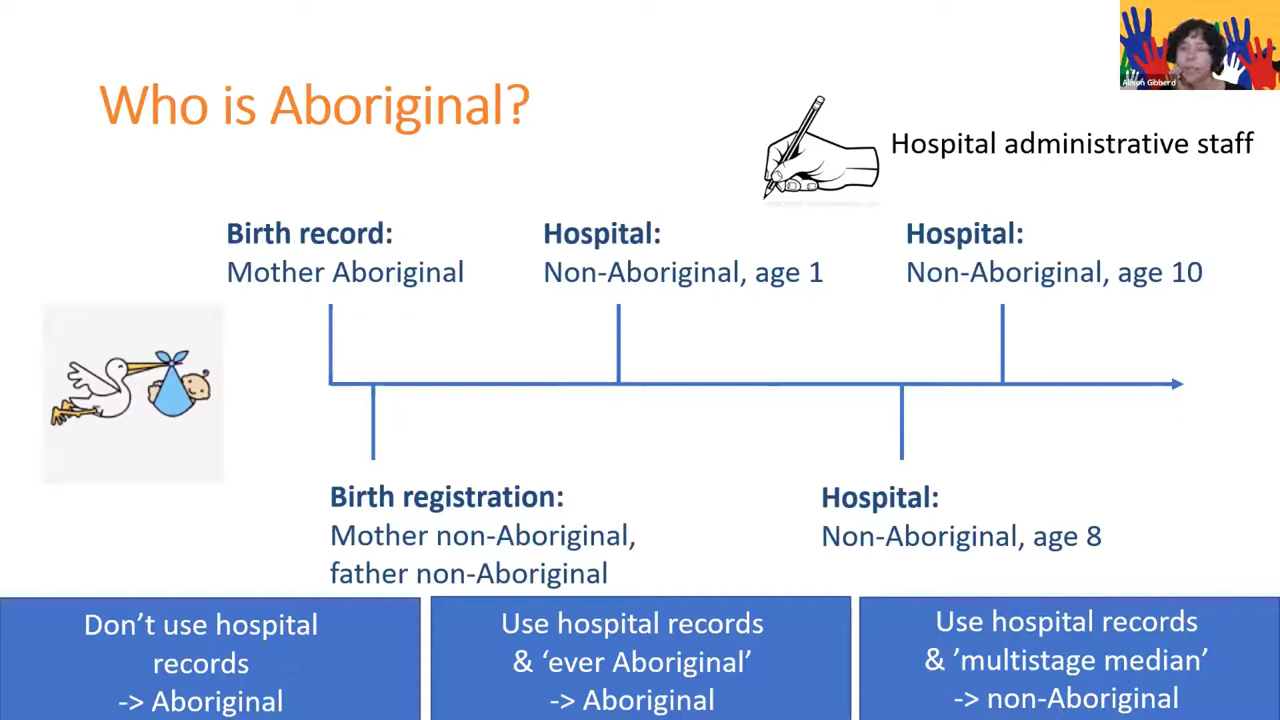 Alison Gibberd
Who is Aboriginal?
Hospital administrative staff
Birth record:
Mother Aboriginal
Hospital:
Non-Aboriginal, age 1
Hospital:
Non-Aboriginal, age 10
Birth registration:
Mother non-Aboriginal,
father non-Aboriginal
Hospital:
Non-Aboriginal, age 8
Don’t use hospital
records
-> Aboriginal
Use hospital records
& ‘ever Aboriginal’
-> Aboriginal
Use hospital records
& ’multistage median’
-> non-Aboriginal